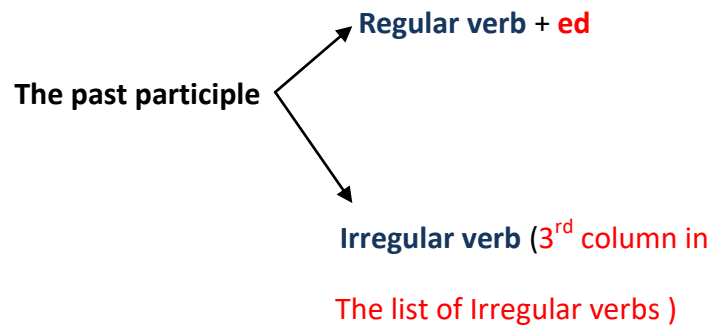 Regular verb + ed
The past participle
Irregular verb (3rd column in
The list of Irregular verbs )